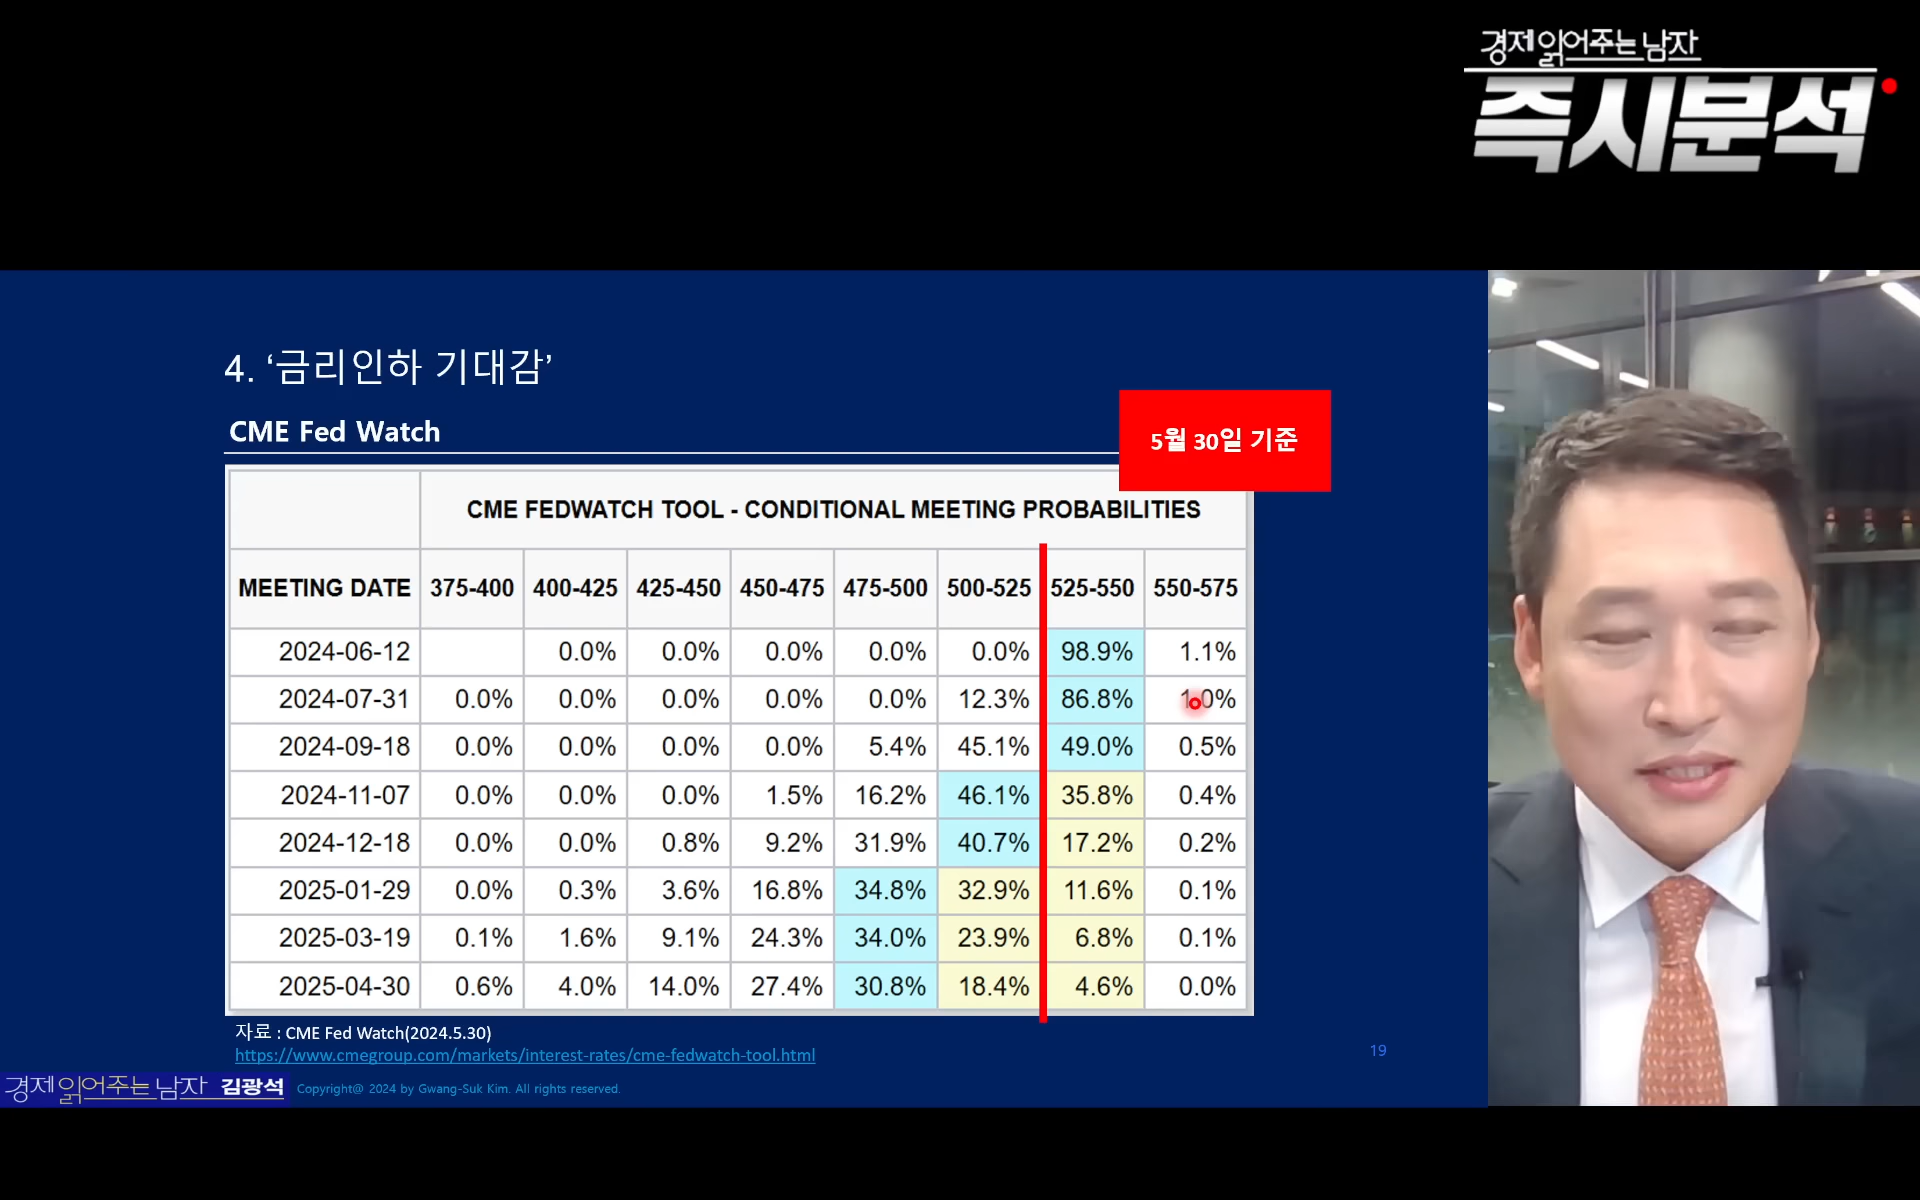 경제 읽어주는 남자
즉시분석
4. ‘금리인하 기대감’
CME Fed Watch
5월 30일 기준
CME FEDWATCH TOOL - CONDITIONAL MEETING PROBABILITIES
MEETING DATE 375-400 400-425 425-450 450-475 475-500 500-525 525-550 550-575
2024-06-12 0.0% 0.0% 0.0% 0.0% 0.0% 98.9% 1.1%
2024-07-31 0.0% 0.0% 0.0% 0.0% 0.0% 12.3% 86.8% 1.0%
2024-09-18 0.0% 0.0% 0.0% 0.0% 5.4% 45.1% 49.0% 0.5%
2024-11-07 0.0% 0.0% 0.0% 1.5% 16.2% 46.1% 35.8% 0.4%
2024-12-18 0.0% 0.0% 0.8% 9.2% 31.9% 40.7% 17.2% 0.2%
2025-01-29 0.0% 0.3% 3.6% 16.8% 34.8% 32.9% 11.6% 0.1%
2025-03-19 0.1% 1.6% 9.1% 24.3% 34.0% 23.9% 6.8% 0.1%
2025-04-30 0.6% 4.0% 14.0% 27.4% 30.8% 18.4% 4.6% 0.0%
자료 : CME Fed Watch(2024.5.30)
https://www.cmegroup.com/markets/interest-rates/cme-fedwatch-tool.html
19
경제 읽어주는 남자 김광석 Copyright@ 2024 by Gwang-Suk Kim. All rights reserved.